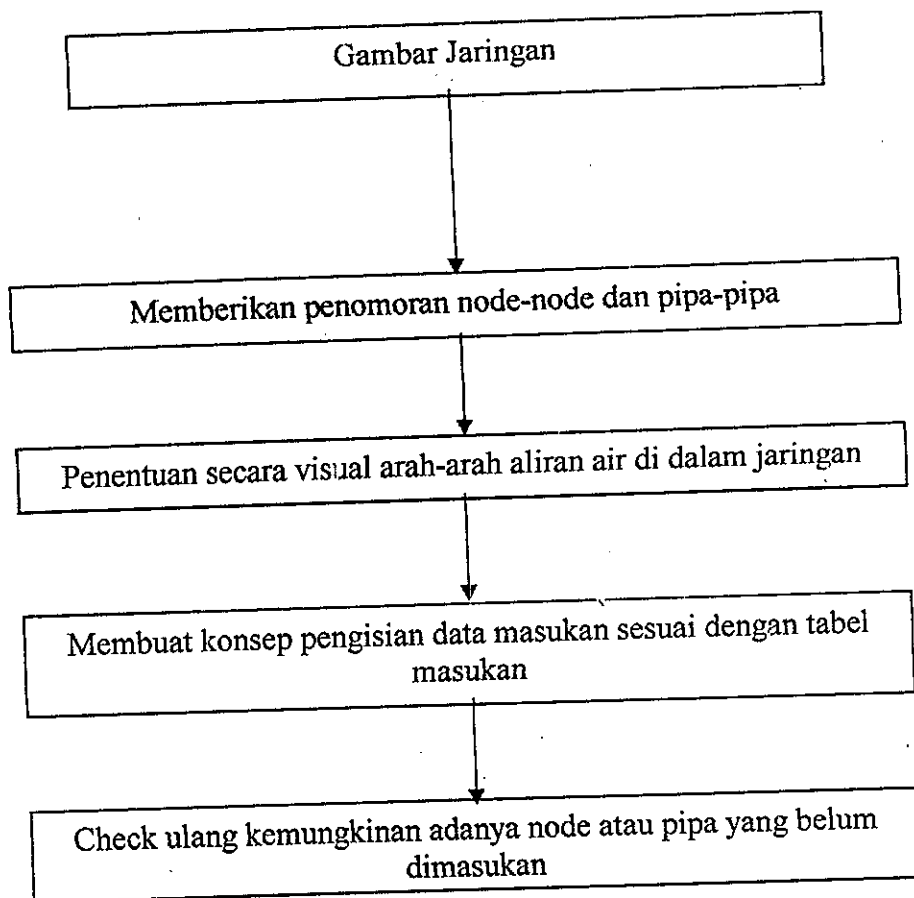 Gambar Jaringan
Memberikan penomoran node-node dan pipa-pipa
Penentuan secara visual arah-arah aliran air di dalam jaringan
Membuat konsep pengisian data masukan sesuai dengan tabel
masukan
Check ulang kemungkinan adanya node atau pipa yang belum
dimasukan